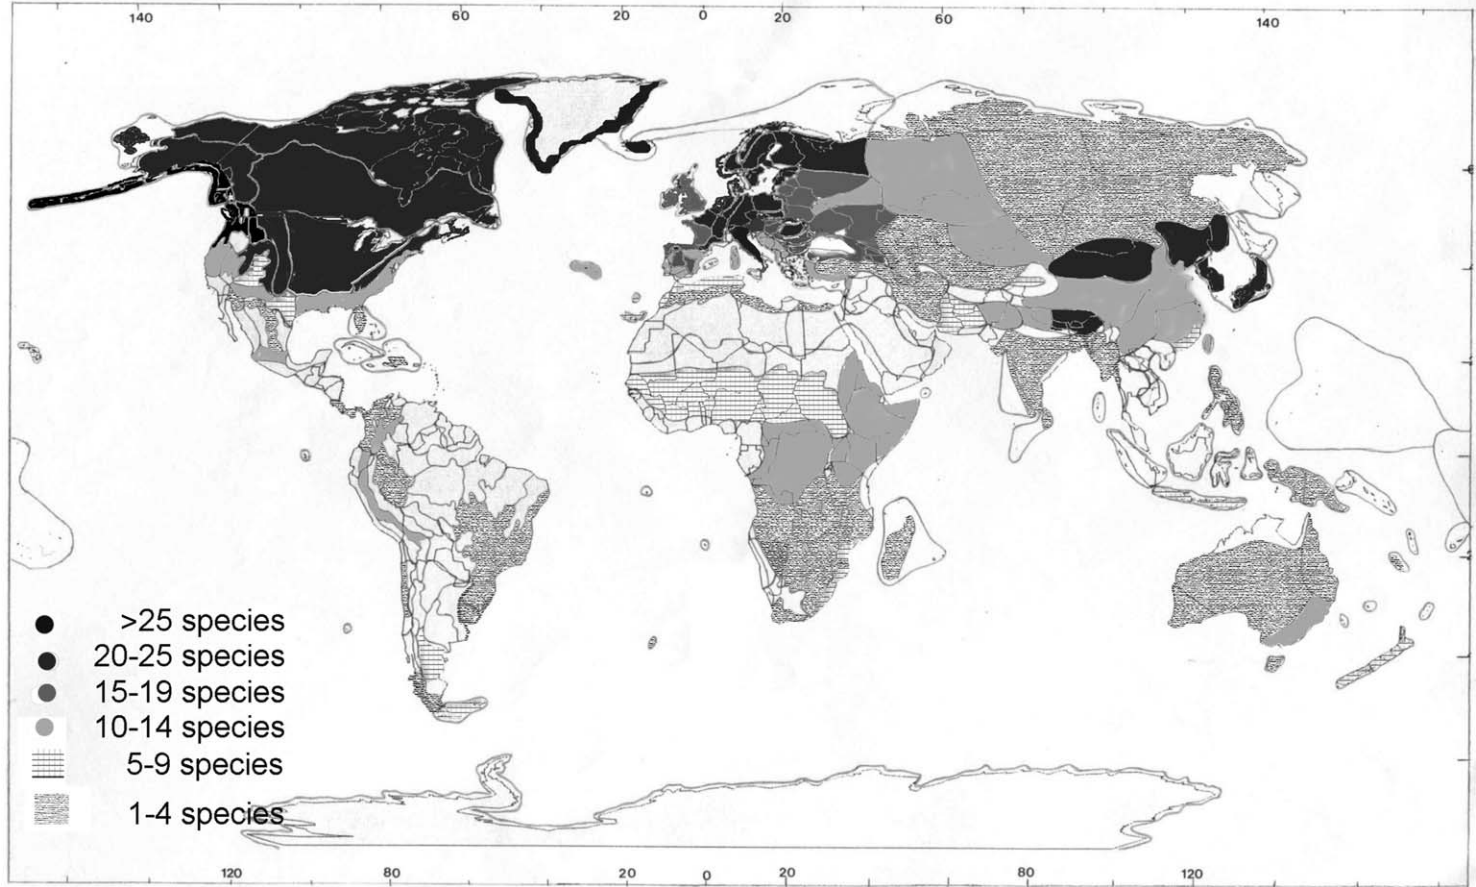 140 60 20 0 20 60 140
>25 species
20-25 species
15-19 species
10-14 species
5-9 species
1-4 species
120 80 20 0 20 80 120